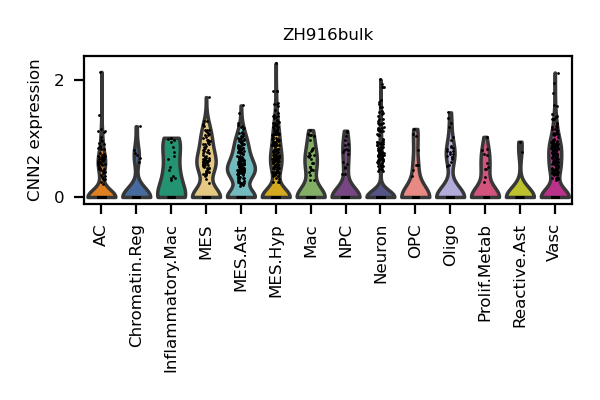 ZH916bulk
CNN2 expression
2
0
AC
Chromatin.Reg
Inflammatory.Mac
MES
MES.Ast
MES.Hyp
Mac
NPC
Neuron
OPC
Oligo
Prolif.Metab
Reactive.Ast
Vasc